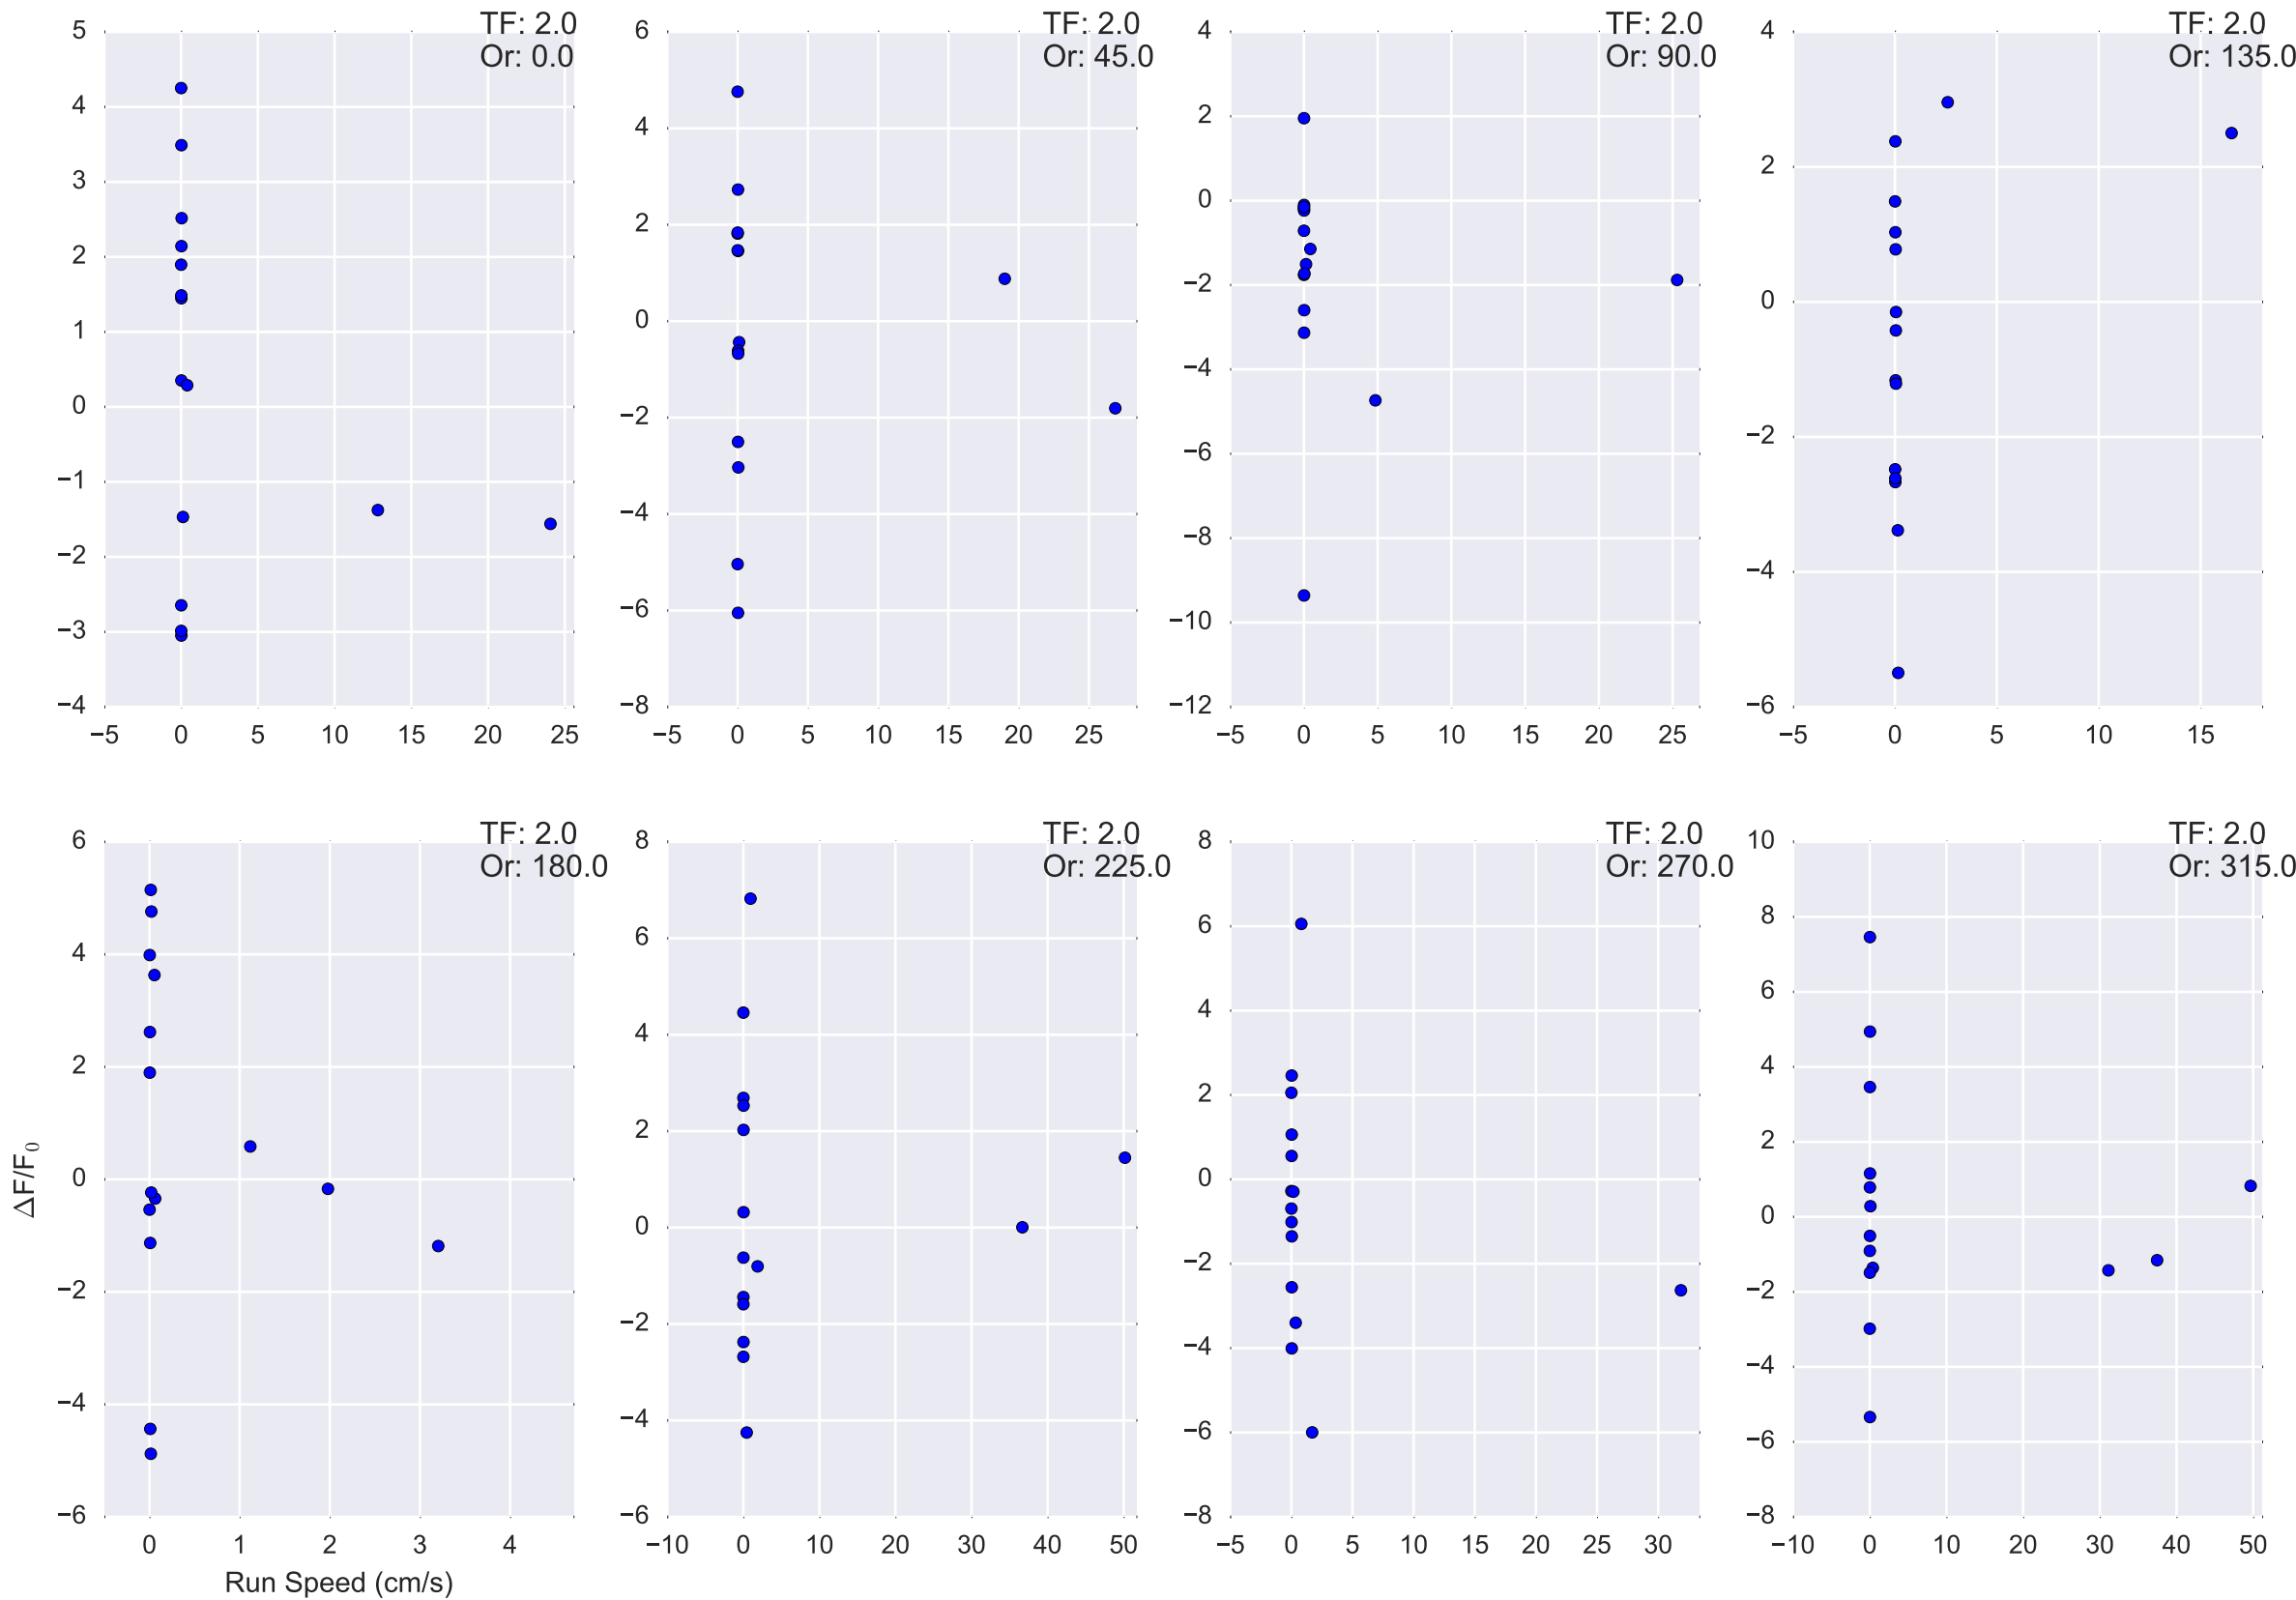 TF: 2.0
Or: 0.0
5
4
3
2
1
0
−1
−2
−3
−4
−5 0 5 10 15 20 25
TF: 2.0
Or: 45.0
6
4
2
0
−2
−4
−6
−8
−5 0 5 10 15 20 25
TF: 2.0
Or: 90.0
4
2
0
−2
−4
−6
−8
−10
−12
−5 0 5 10 15 20 25
TF: 2.0
Or: 135.0
4
2
0
−2
−4
−6
−5 0 5 10 15
TF: 2.0
Or: 180.0
6
4
2
0
−2
−4
−6
0 1 2 3 4
ΔF/F₀
Run Speed (cm/s)
TF: 2.0
Or: 225.0
8
6
4
2
0
−2
−4
−6
−10 0 10 20 30 40 50
TF: 2.0
Or: 270.0
8
6
4
2
0
−2
−4
−6
−8
−5 0 5 10 15 20 25 30
TF: 2.0
Or: 315.0
10
8
6
4
2
0
−2
−4
−6
−8
−10 0 10 20 30 40 50